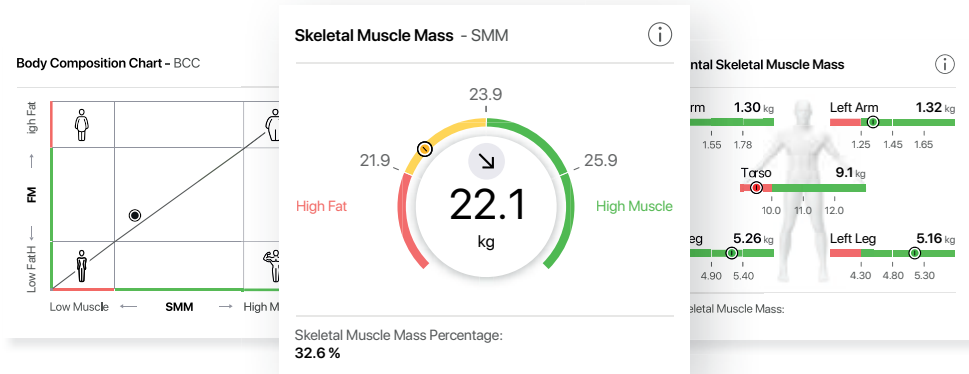 Body Composition Chart - BCC
igh Fat
FM
Low FatH
Low Muscle
SMM
High M
Skeletal Muscle Mass - SMM
23.9
21.9
25.9
High Fat
High Muscle
22.1
kg
Skeletal Muscle Mass Percentage:
32.6 %
ntal Skeletal Muscle Mass
rm 1.30 kg
1.55 1.78
Left Arm 1.32 kg
1.25 1.45 1.65
Torso 9.1 kg
10.0 11.0 12.0
eg 5.26 kg
4.90 5.40
Left Leg 5.16 kg
4.30 4.80 5.30
eletal Muscle Mass: